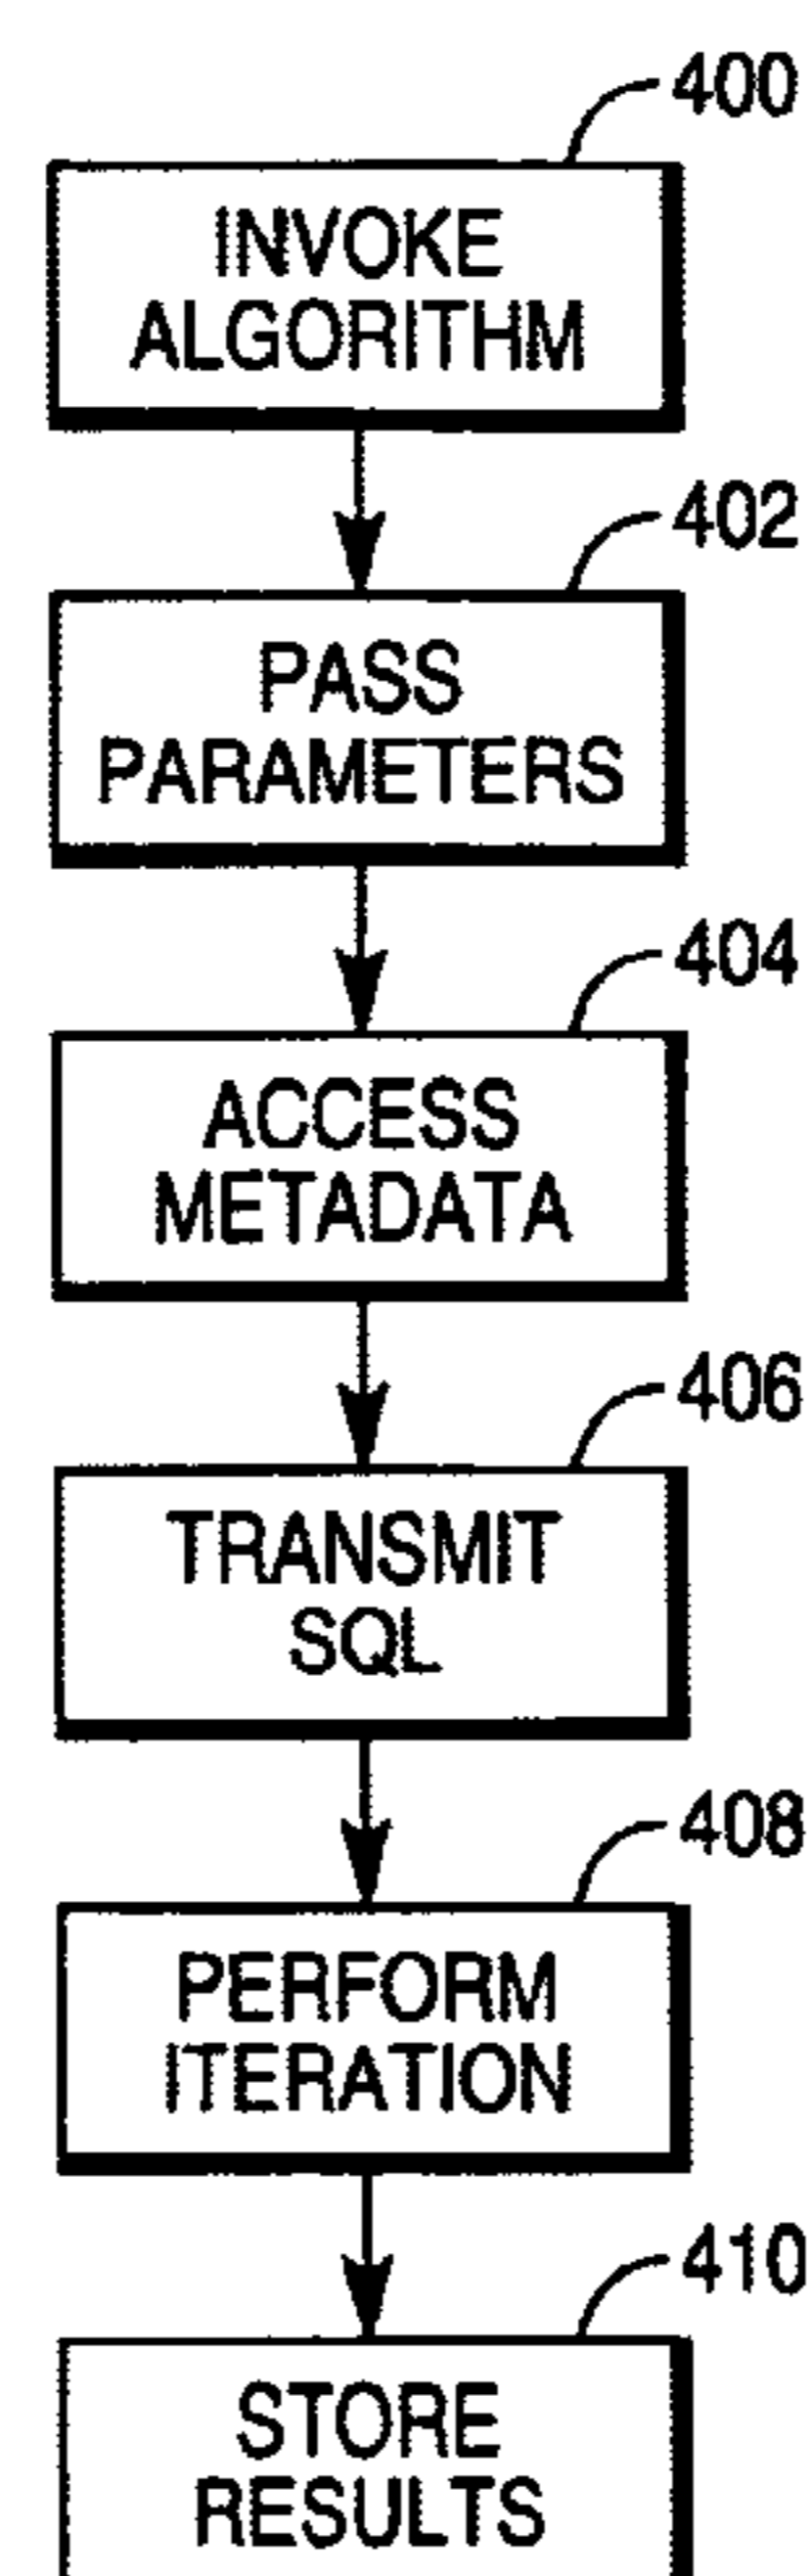 400
INVOKE
ALGORITHM
402
PASS
PARAMETERS
404
ACCESS
METADATA
406
TRANSMIT
SQL
408
PERFORM
ITERATION
410
STORE
RESULTS